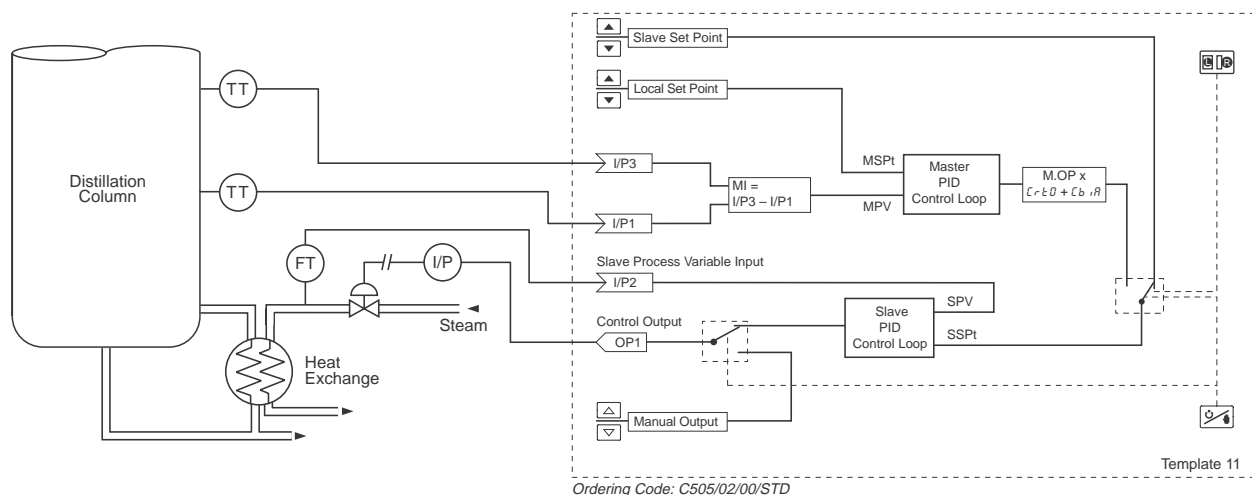 Slave Set Point
Local Set Point
TT
Distillation
Column
TT
I/P3
MI =
I/P3 – I/P1
I/P1
MSPt
MPV
Master
PID
Control Loop
M.OP x
CrtO + CbiA
L R
FT
I/P
Slave Process Variable Input
I/P2
Steam
Control Output
OP1
Slave
PID
Control Loop
SPV
SSPt
Heat
Exchange
Manual Output
Template 11
Ordering Code: C505/02/00/STD